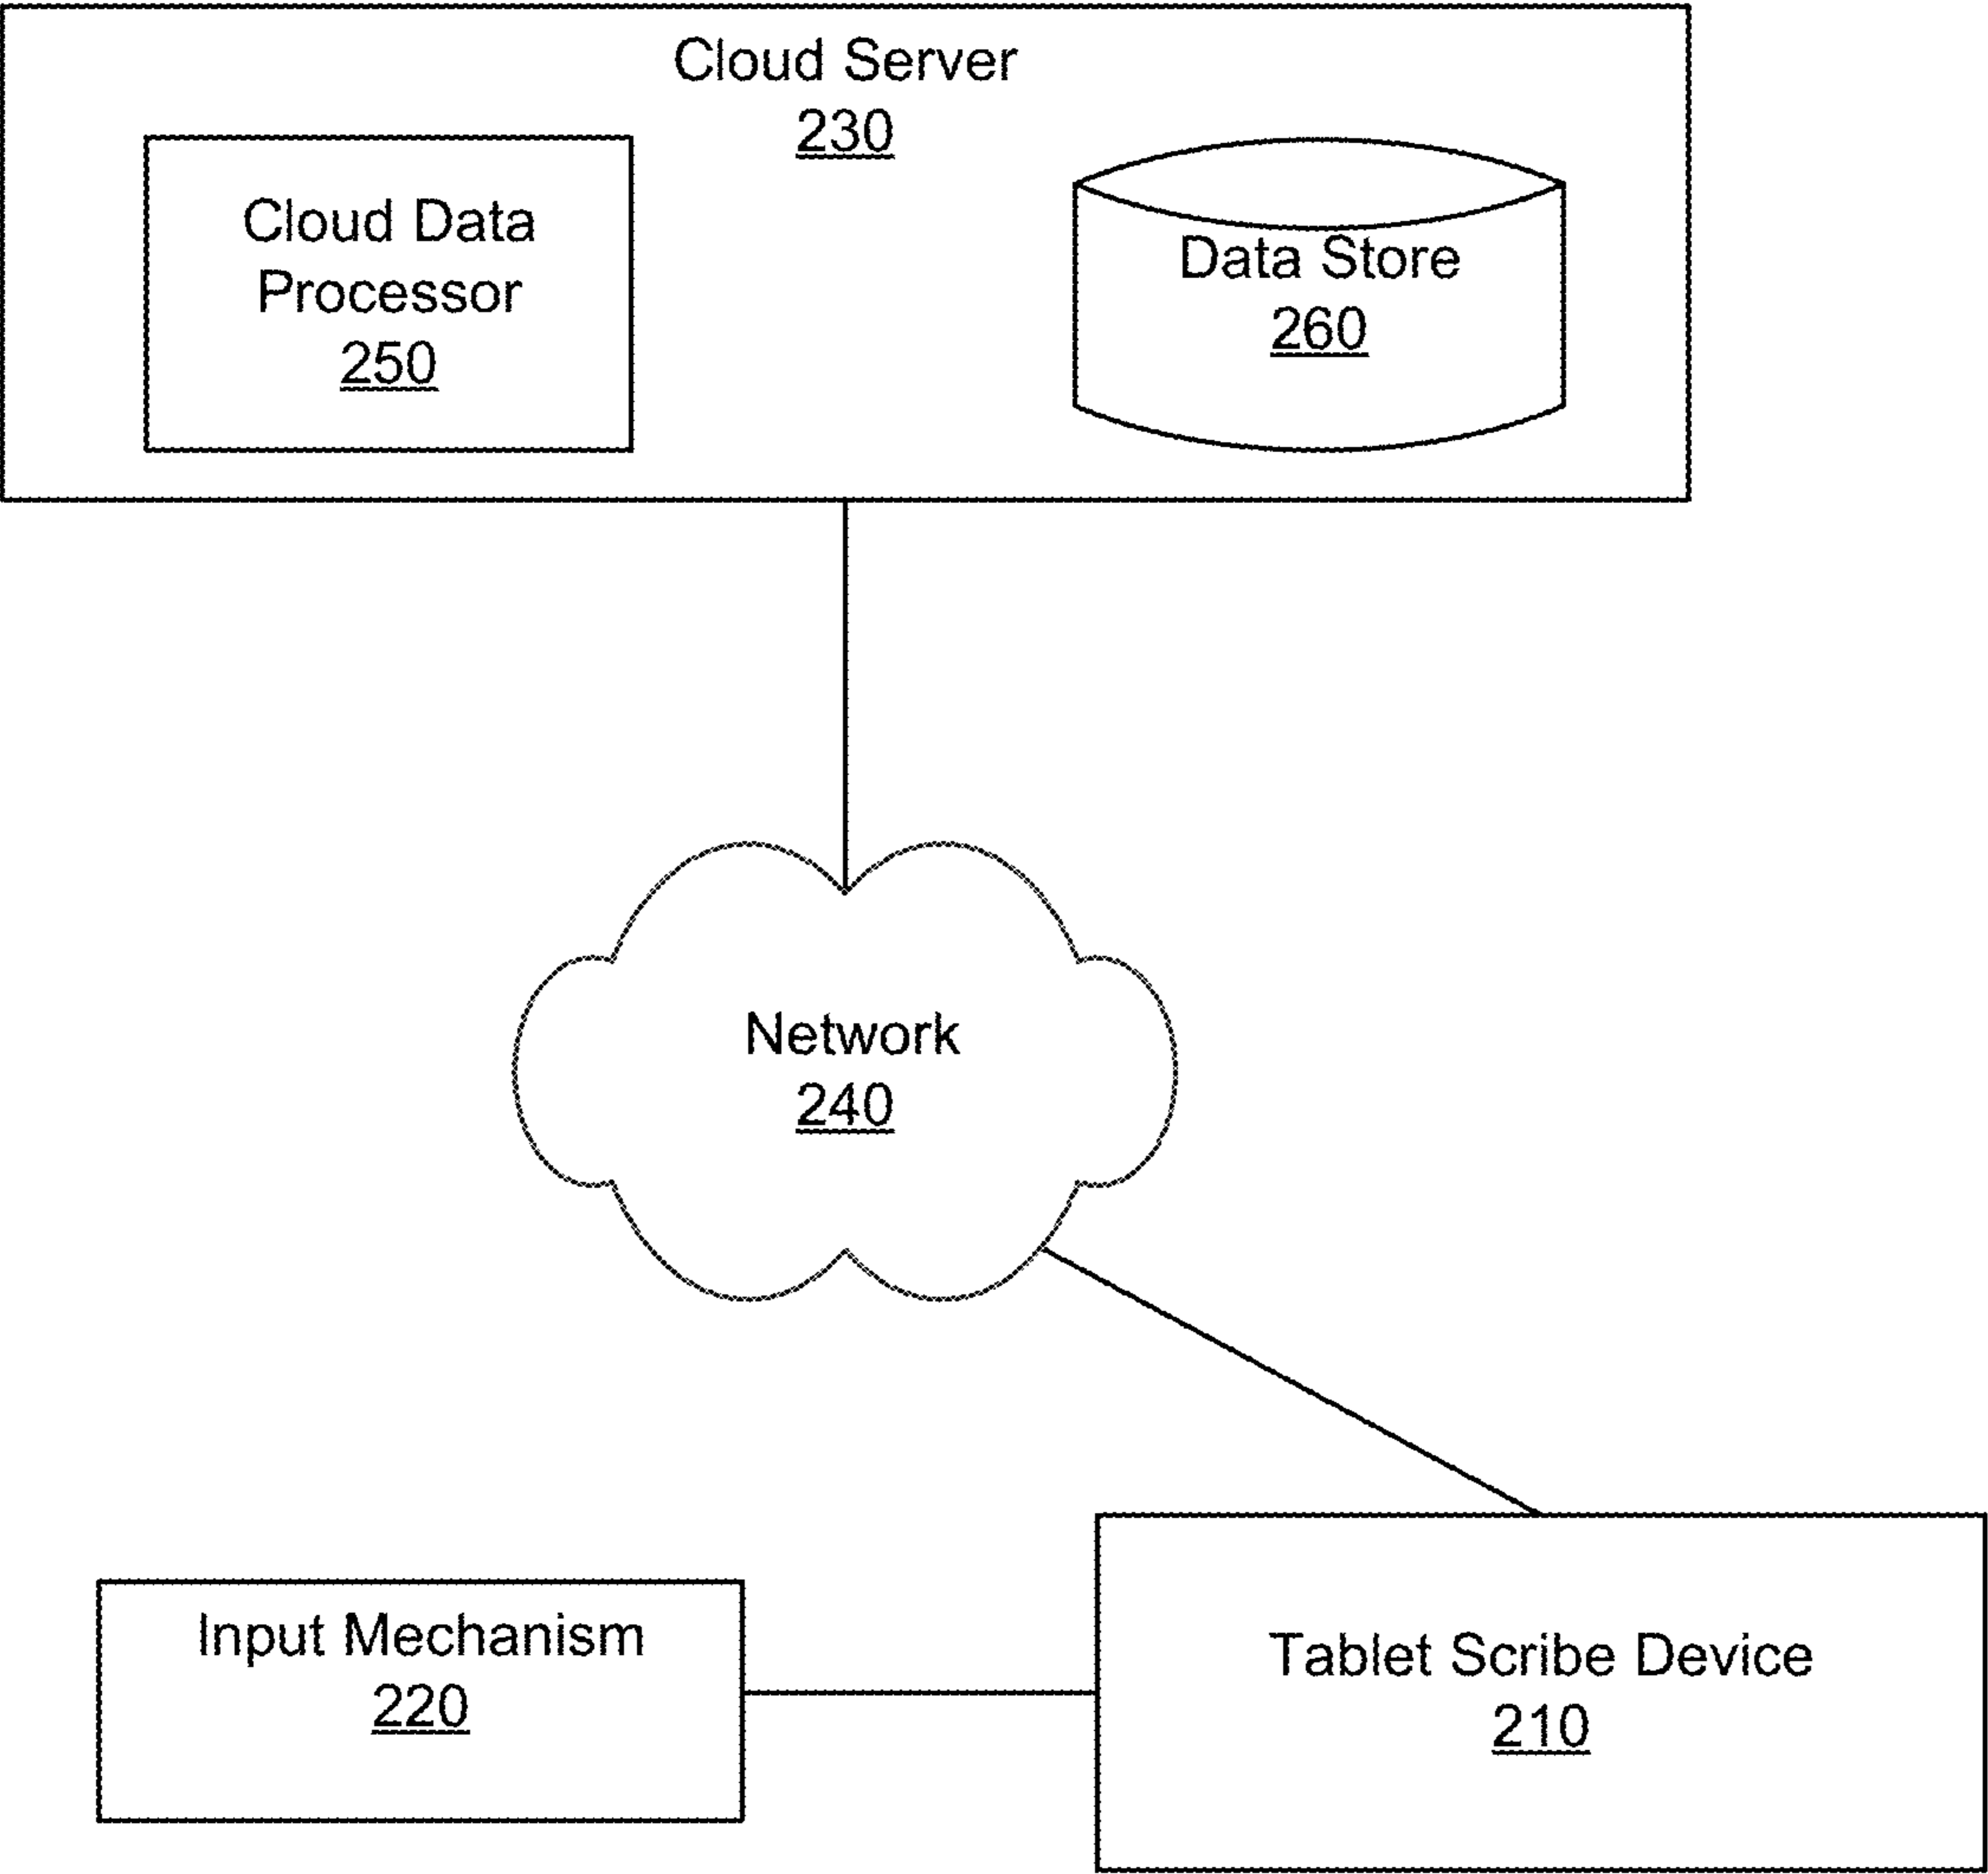 Cloud Server
230
Cloud Data
Processor
250
Data Store
260
Network
240
Input Mechanism
220
Tablet Scribe Device
210